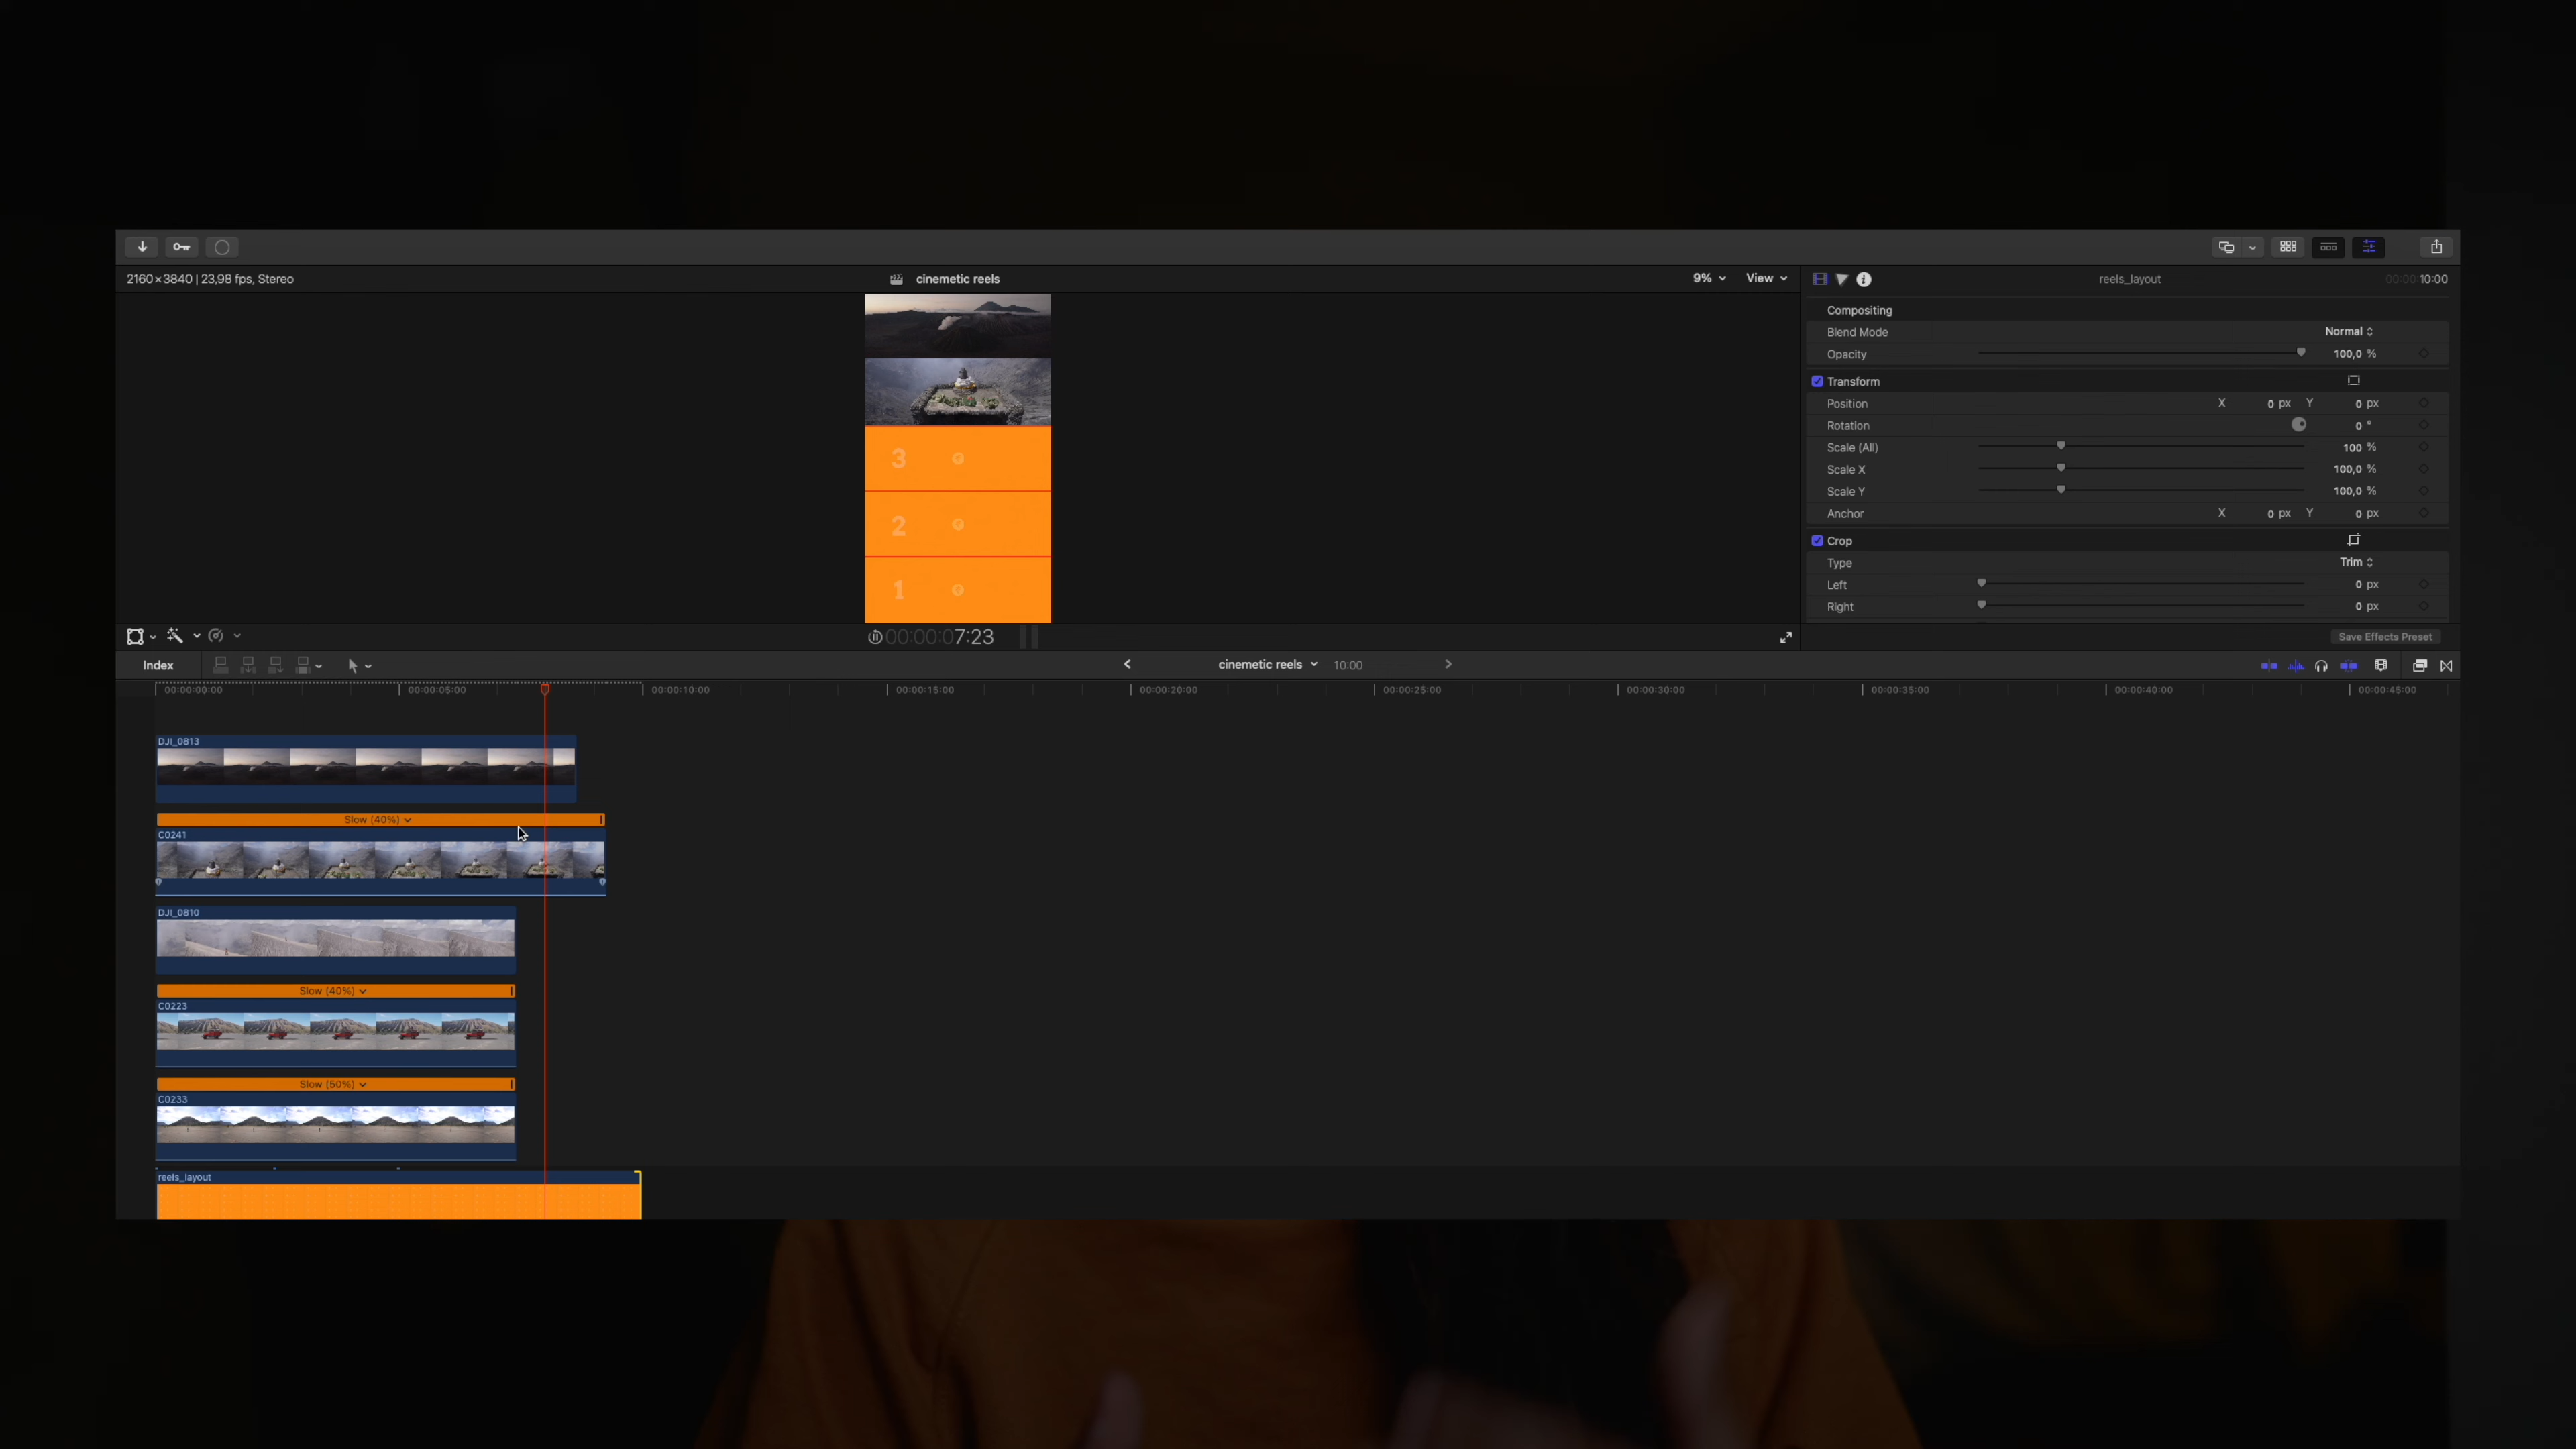 2160×3840 | 23,98 fps, Stereo
cinemetic reels
9%
View
reels_layout
00:00:10:00
Compositing
Blend Mode
Normal
Opacity
100,0 %
Transform
Position
X 0 px Y 0 px
Rotation
0 °
Scale (All)
100 %
Scale X
100,0 %
Scale Y
100,0 %
Anchor
X 0 px Y 0 px
Crop
Type
Trim
Left
0 px
Right
0 px
3
2
1
00:00:07:23
Save Effects Preset
Index
cinemetic reels
10:00
00:00:00:00
00:00:05:00
00:00:10:00
00:00:15:00
00:00:20:00
00:00:25:00
00:00:30:00
00:00:35:00
00:00:40:00
00:00:45:00
DJI_0813
Slow (40%)
C0241
DJI_0810
Slow (40%)
C0223
Slow (50%)
C0233
reels_layout